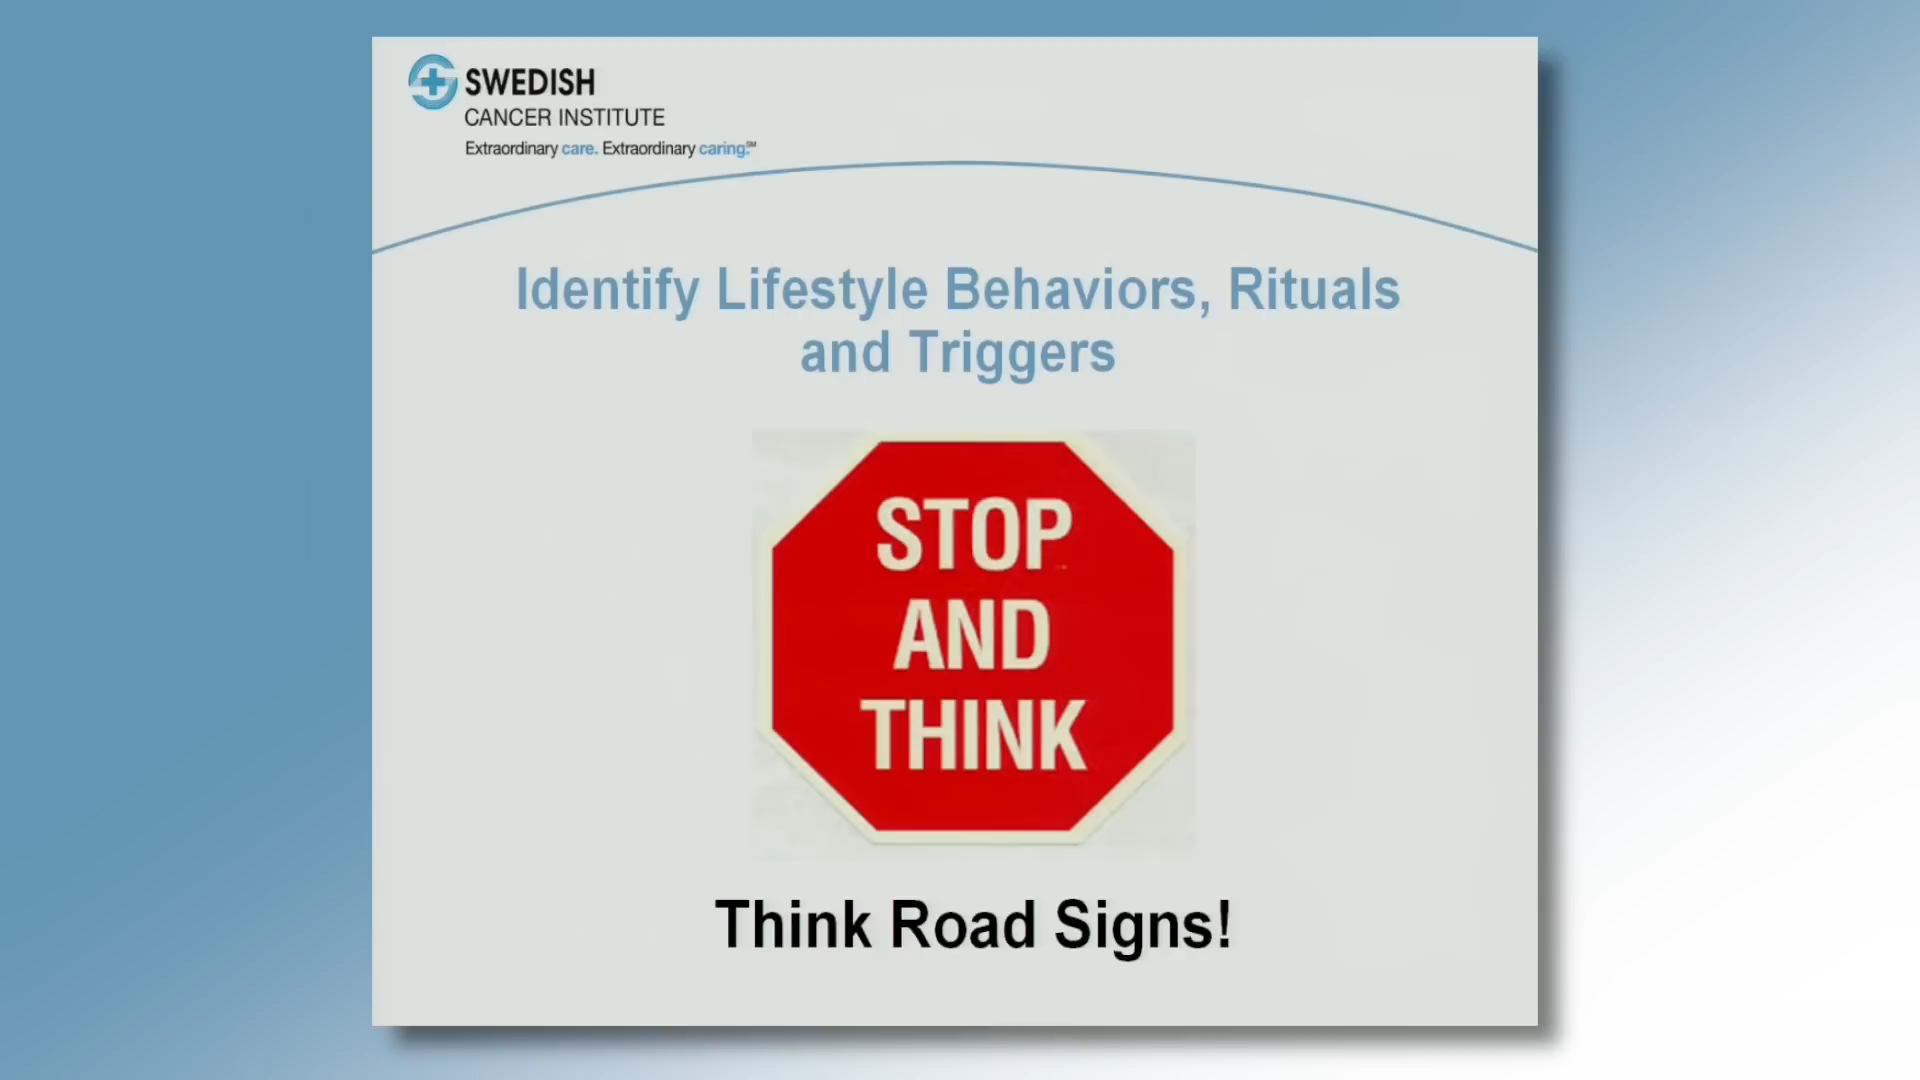 SWEDISH
CANCER INSTITUTE
Extraordinary care. Extraordinary caring.℠
Identify Lifestyle Behaviors, Rituals
and Triggers
STOP
AND
THINK
Think Road Signs!